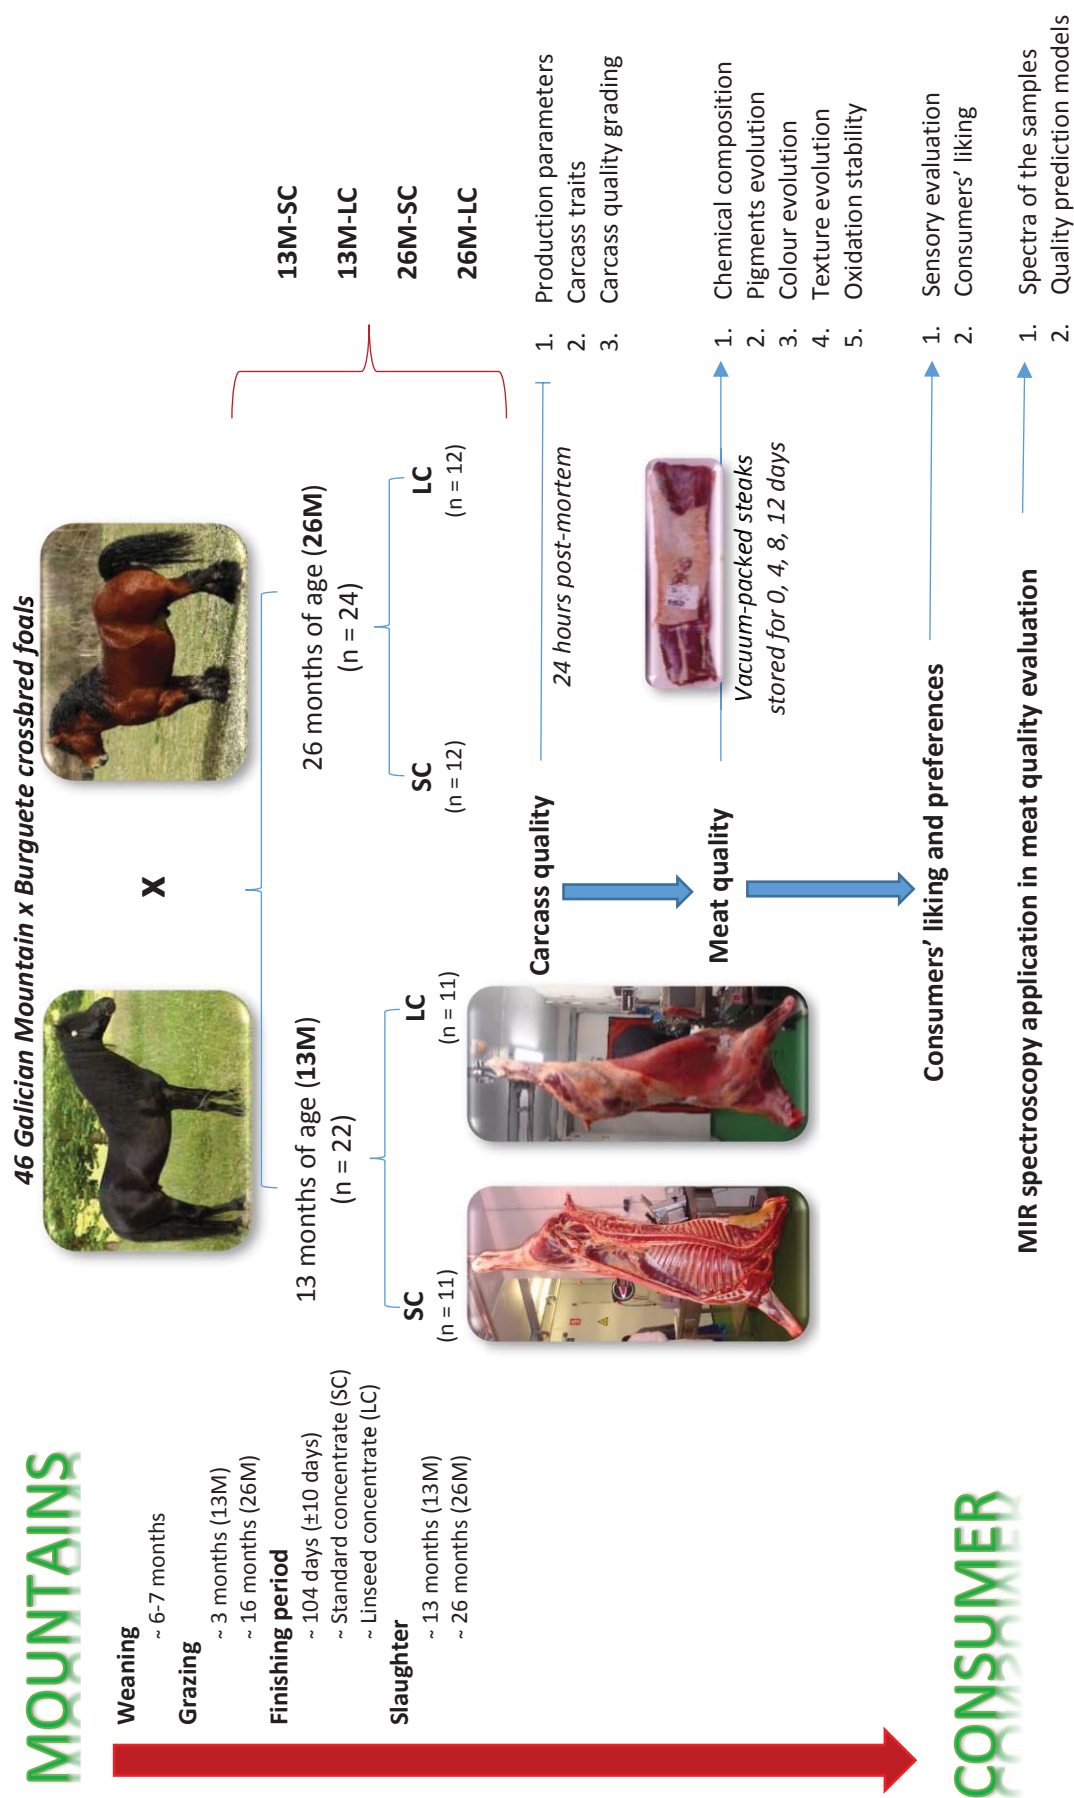 MOUNTAINS
Weaning
~ 6-7 months
Grazing
~ 3 months (13M)
~ 16 months (26M)
Finishing period
~ 104 days (±10 days)
~ Standard concentrate (SC)
~ Linseed concentrate (LC)
Slaughter
~ 13 months (13M)
~ 26 months (26M)
CONSUMER
46 Galician Mountain x Burguete crossbred foals
X
13 months of age (13M)
(n = 22)
SC
(n = 11)
LC
(n = 11)
26 months of age (26M)
(n = 24)
SC
(n = 12)
LC
(n = 12)
13M-SC
13M-LC
26M-SC
26M-LC
Carcass quality
24 hours post-mortem
1. Production parameters
2. Carcass traits
3. Carcass quality grading
Meat quality
Vacuum-packed steaks
stored for 0, 4, 8, 12 days
1. Chemical composition
2. Pigments evolution
3. Colour evolution
4. Texture evolution
5. Oxidation stability
Consumers' liking and preferences
1. Sensory evaluation
2. Consumers' liking
MIR spectroscopy application in meat quality evaluation
1. Spectra of the samples
2. Quality prediction models